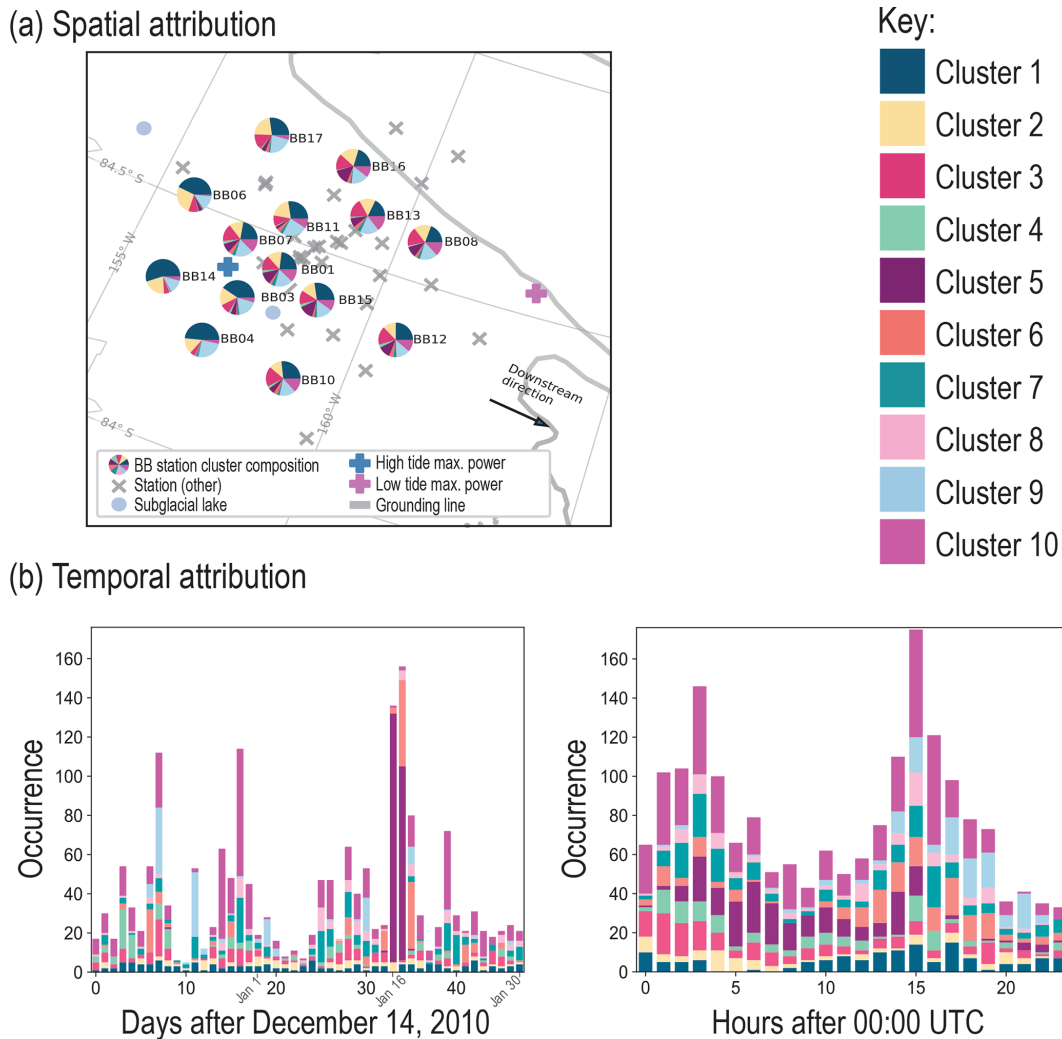 (a) Spatial attribution
Key:
Cluster 1
Cluster 2
Cluster 3
Cluster 4
Cluster 5
Cluster 6
Cluster 7
Cluster 8
Cluster 9
Cluster 10
BB17
BB16
84.5° S
BB06
BB11
BB13
BB07
BB08
155° W
BB14
BB01
BB03
BB15
BB04
BB12
BB10
Downstream
direction
84° S
160° W
BB station cluster composition
Station (other)
Subglacial lake
High tide max. power
Low tide max. power
Grounding line
(b) Temporal attribution
Occurrence
160
140
120
100
80
60
40
20
0
0 10 20 30 40
Jan 1
Jan 16
Jan 30
Days after December 14, 2010
Occurrence
160
140
120
100
80
60
40
20
0
0 5 10 15 20
Hours after 00:00 UTC